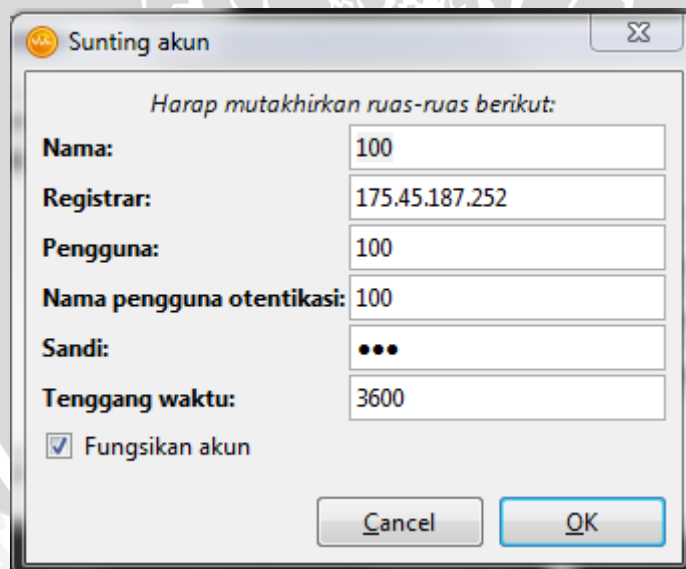 Sunting akun
Harap mutakhirkan ruas-ruas berikut:
Nama: 100
Registrar: 175.45.187.252
Pengguna: 100
Nama pengguna otentikasi: 100
Sandi: ●●●
Tenggang waktu: 3600
Fungsikan akun
Cancel OK